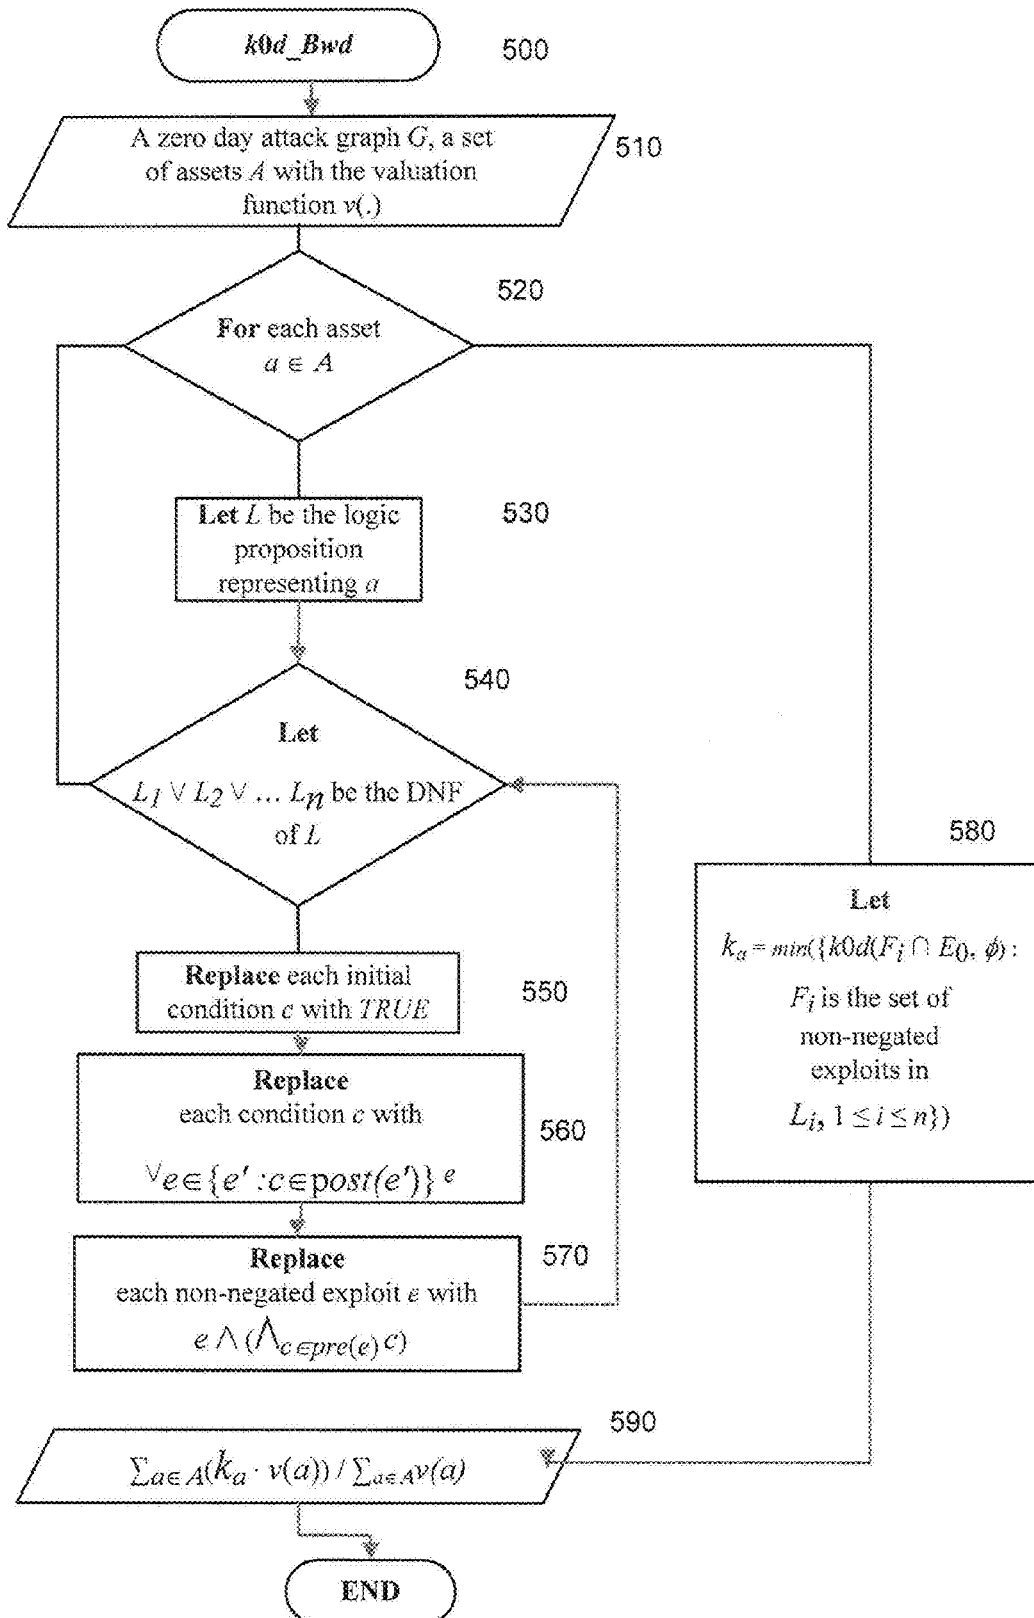 k0d_Bwd
500
A zero day attack graph G, a set
of assets A with the valuation
function v(.)
510
520
For each asset
a ∈ A
Let L be the logic
proposition
representing a
530
540
Let
L1 ∨ L2 ∨ ... Ln be the DNF
of L
Replace each initial
condition c with TRUE
550
Replace
each condition c with
∨e∈{e' :c∈post(e')} e
560
Replace
each non-negated exploit e with
e ∧ (∧c∈pre(e) c)
570
580
Let
ka = min({k0d(Fi ∩ E0, ϕ) :
Fi is the set of
non-negated
exploits in
Li, 1 ≤ i ≤ n})
590
∑a∈A(ka · v(a)) / ∑a∈Av(a)
END